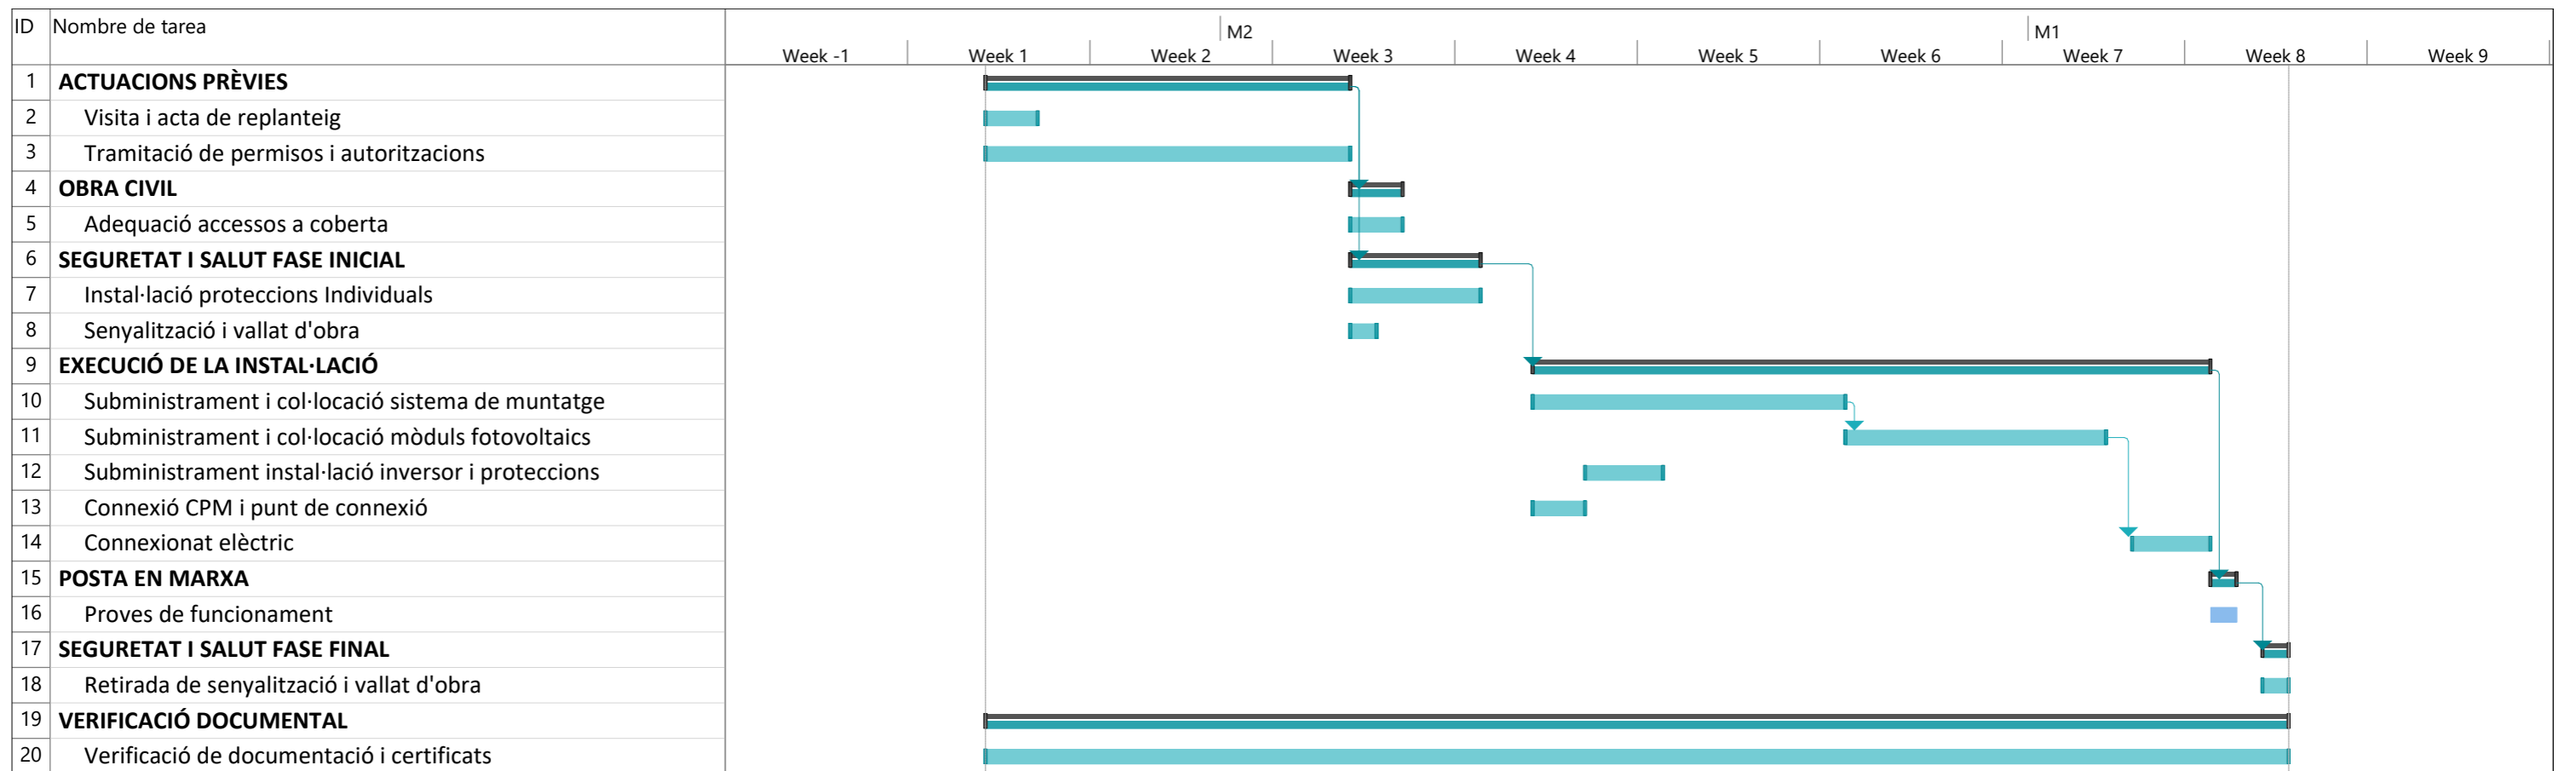 ID Nombre de tarea
M2 M1
Week -1 Week 1 Week 2 Week 3 Week 4 Week 5 Week 6 Week 7 Week 8 Week 9
1 ACTUACIONS PRÈVIES
2 Visita i acta de replanteig
3 Tramitació de permisos i autoritzacions
4 OBRA CIVIL
5 Adequació accessos a coberta
6 SEGURETAT I SALUT FASE INICIAL
7 Instal·lació proteccions Individuals
8 Senyalització i vallat d'obra
9 EXECUCIÓ DE LA INSTAL·LACIÓ
10 Subministrament i col·locació sistema de muntatge
11 Subministrament i col·locació mòduls fotovoltaics
12 Subministrament instal·lació inversor i proteccions
13 Connexió CPM i punt de connexió
14 Connexionat elèctric
15 POSTA EN MARXA
16 Proves de funcionament
17 SEGURETAT I SALUT FASE FINAL
18 Retirada de senyalització i vallat d'obra
19 VERIFICACIÓ DOCUMENTAL
20 Verificació de documentació i certificats